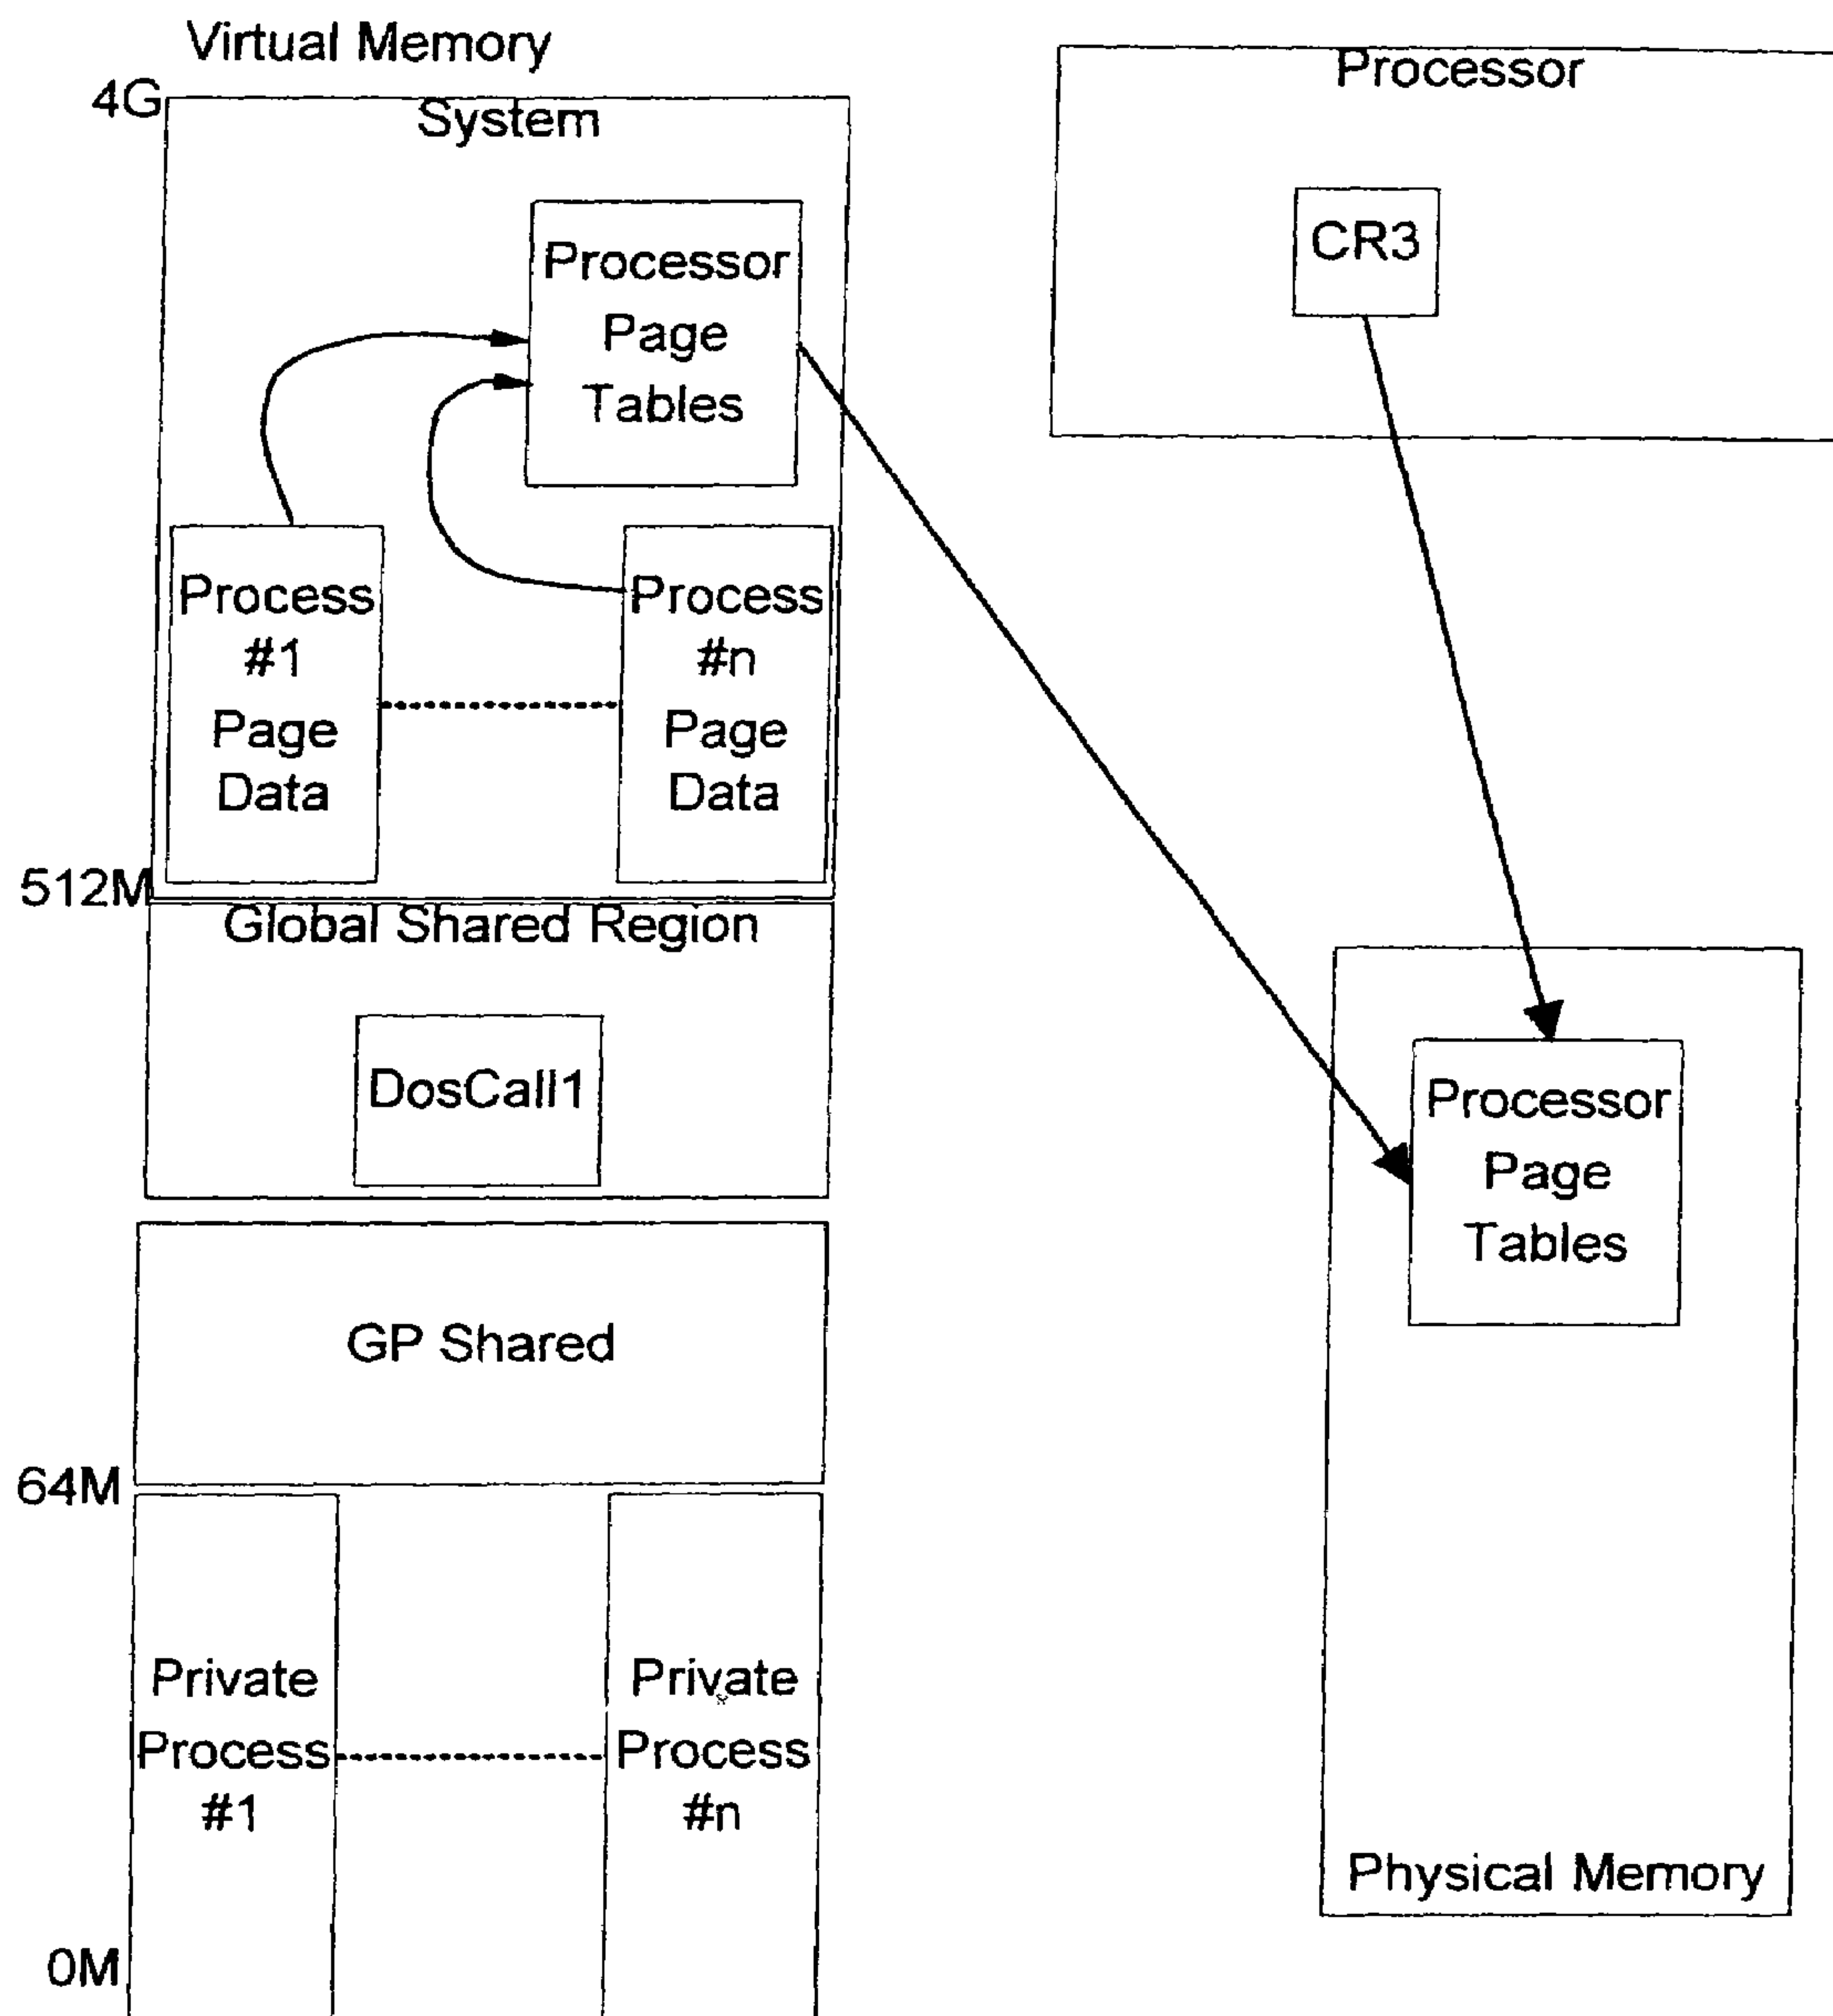 Virtual Memory
4G
System
Processor
Page
Tables
Process
#1
Page
Data
Process
#n
Page
Data
512M
Global Shared Region
DosCall1
GP Shared
64M
Private
Process
#1
Private
Process
#n
0M
Processor
CR3
Processor
Page
Tables
Physical Memory